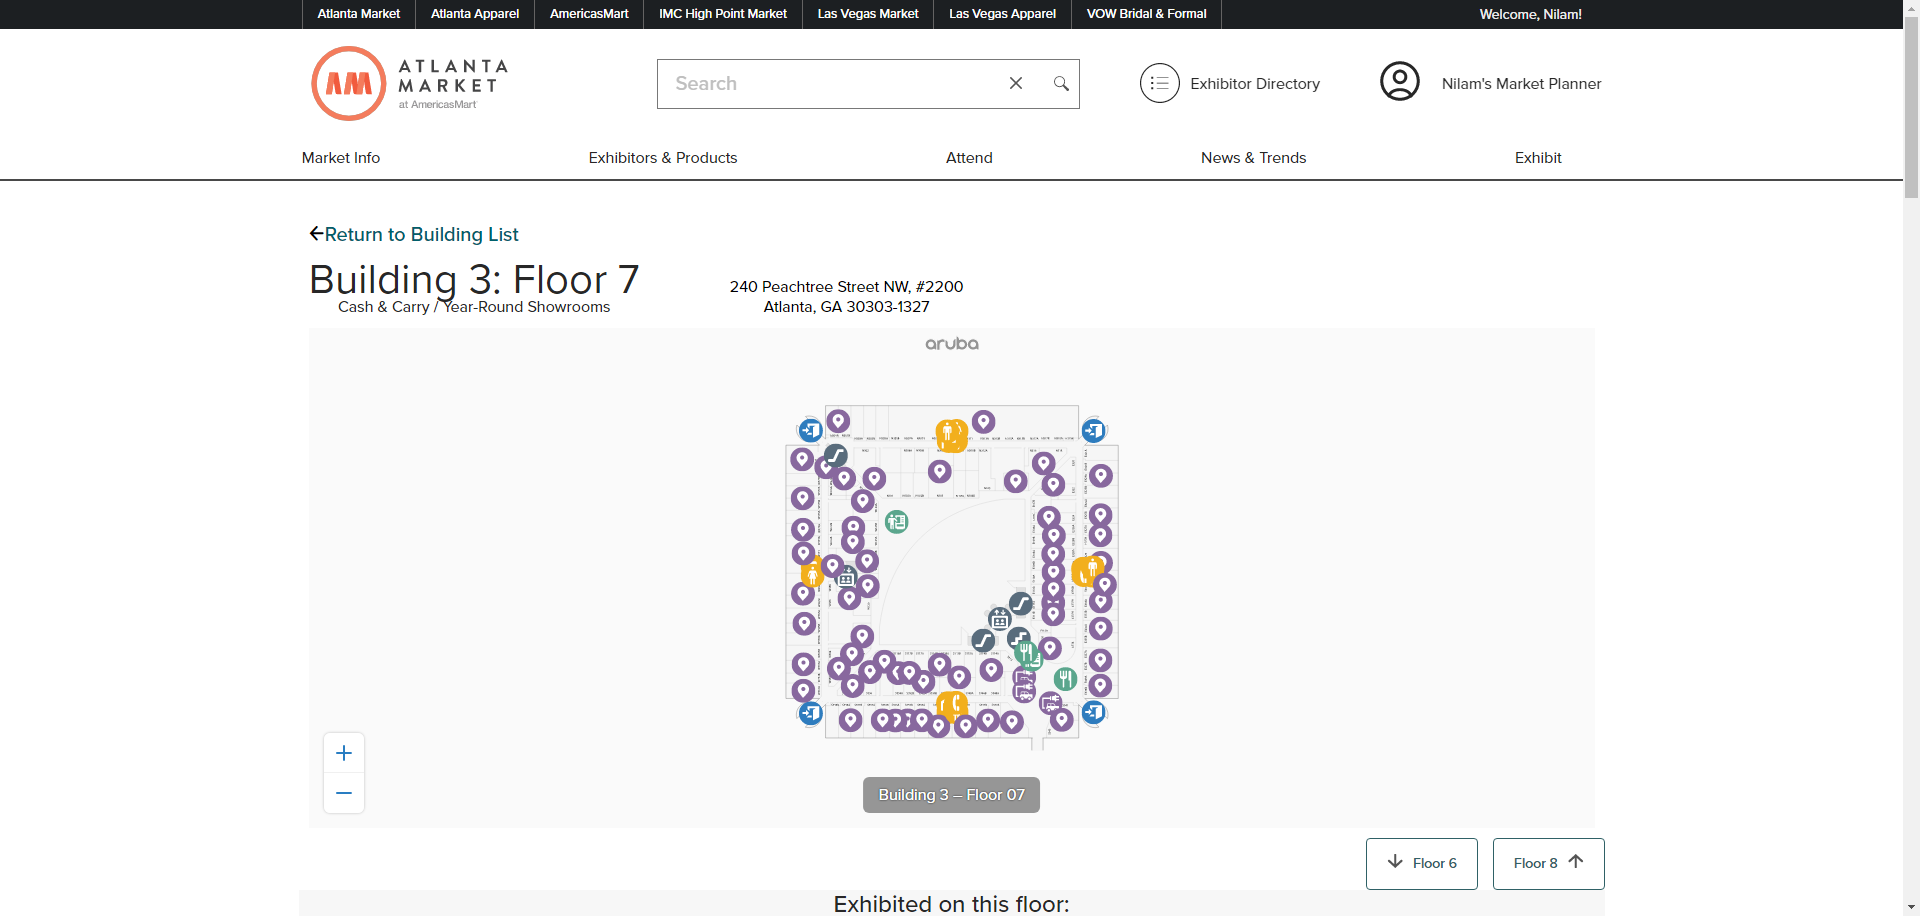 Atlanta Market Atlanta Apparel AmericasMart IMC High Point Market Las Vegas Market Las Vegas Apparel VOW Bridal & Formal Welcome, Nilam!
AM ATLANTA MARKET at AmericasMart
Search
Exhibitor Directory
Nilam's Market Planner
Market Info Exhibitors & Products Attend News & Trends Exhibit
Return to Building List
Building 3: Floor 7
Cash & Carry / Year-Round Showrooms
240 Peachtree Street NW, #2200
Atlanta, GA 30303-1327
aruba
+
−
Building 3 – Floor 07
Floor 6
Floor 8
Exhibited on this floor: